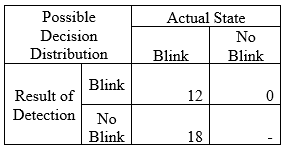 Possible
Decision
Distribution
Actual State
Blink
No
Blink
Result of
Detection
Blink
12
0
No
Blink
18
-